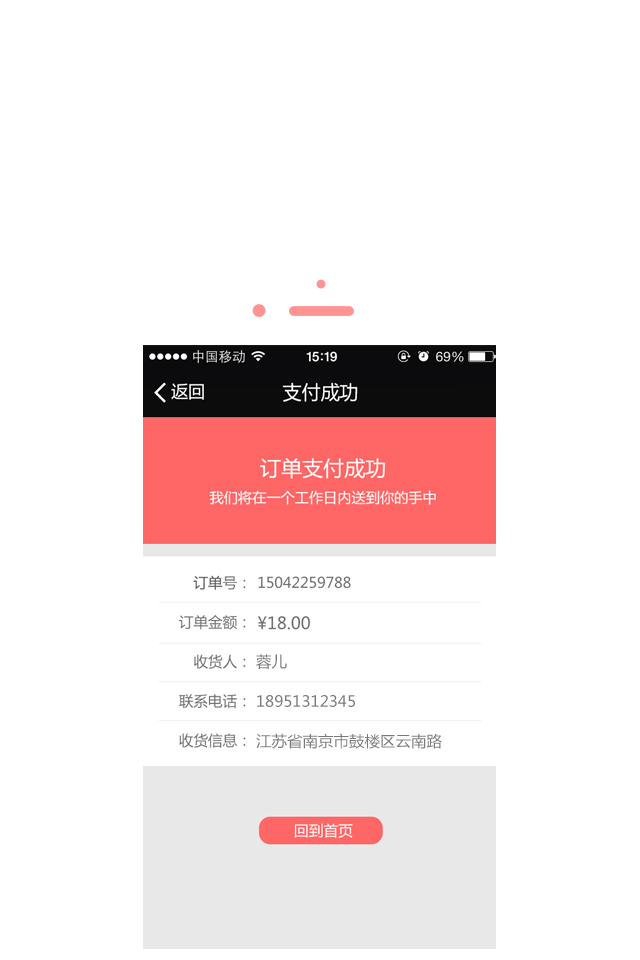 中国移动 15:19 69%
返回 支付成功
订单支付成功
我们将在一个工作日内送到你的手中
订单号： 15042259788
订单金额： ¥18.00
收货人： 蓉儿
联系电话： 18951312345
收货信息： 江苏省南京市鼓楼区云南路
回到首页